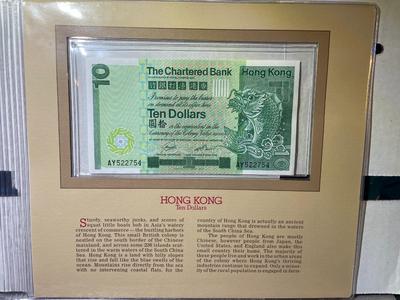 10
The Chartered Bank
Hong Kong
Promises to pay the bearer
on demand at its office here
Ten Dollars
拾圓
or the equivalent in the
Currency of the Colony Value received
AY522754
AY522754
HONG KONG
Ten Dollars
Sturdy, seaworthy junks, and scores of
squat little boats bob in Asia's watery
crescent of commerce — the bustling harbors
of Hong Kong. This small British colony is
nestled on the south border of the Chinese
mainland, and across some 236 islands scat-
tered in the warm waters of the South China
Sea. Hong Kong is a land with hilly slopes
that rise and fall like the blue swells of the
ocean. Mountains rise directly from the sea
with no intervening coastal flats, for the
country of Hong Kong is actually an ancient
mountain range that drowned in the waters
of the South China Sea.
The people of Hong Kong are mostly
Chinese, however people from Japan, the
United States, and England also make this
small country their home. The majority of
these people live and work in the urban areas
of the colony where Hong Kong's thriving
industries continue to expand. Only a minor-
ity of the rural population is engaged in farm-